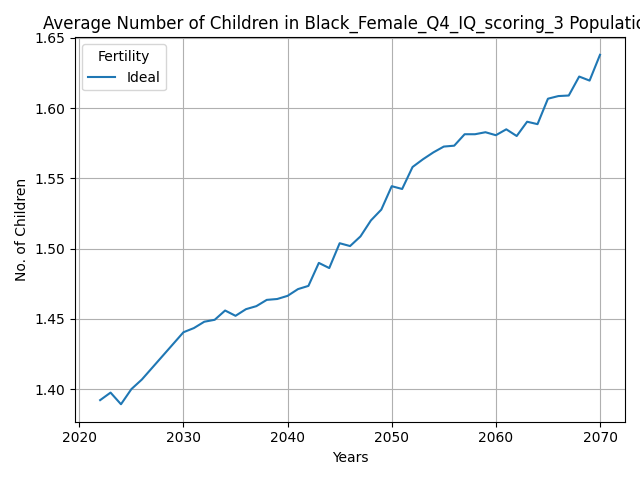 Average Number of Children in Black_Female_Q4_IQ_scoring_3 Populatio
Fertility
Ideal
1.65
1.60
1.55
1.50
1.45
1.40
No. of Children
2020 2030 2040 2050 2060 2070
Years